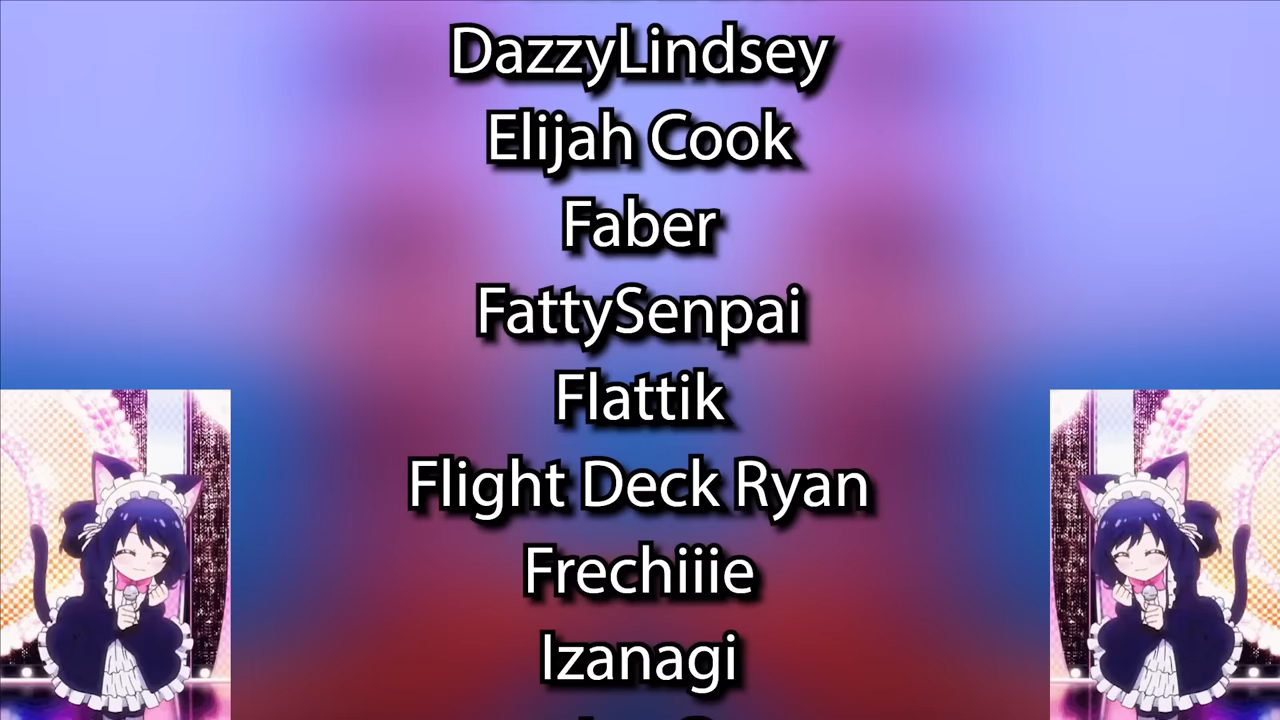 DazzyLindsey
Elijah Cook
Faber
FattySenpai
Flattik
Flight Deck Ryan
Frechiiie
Izanagi